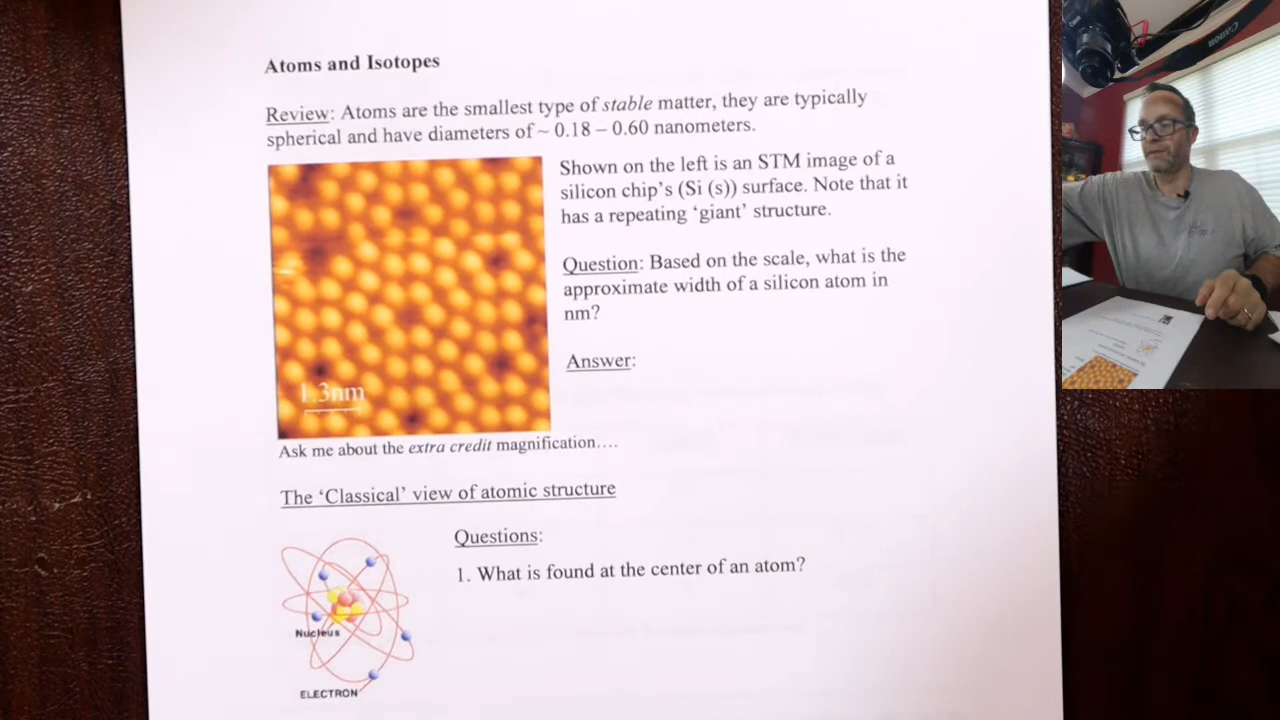 Atoms and Isotopes
Review: Atoms are the smallest type of stable matter, they are typically
spherical and have diameters of ~ 0.18 – 0.60 nanometers.
Shown on the left is an STM image of a
silicon chip's (Si (s)) surface. Note that it
has a repeating 'giant' structure.
Question: Based on the scale, what is the
approximate width of a silicon atom in
nm?
Answer:
1.3nm
Ask me about the extra credit magnification….
The 'Classical' view of atomic structure
Questions:
1. What is found at the center of an atom?
Nucleus
ELECTRON
Canon